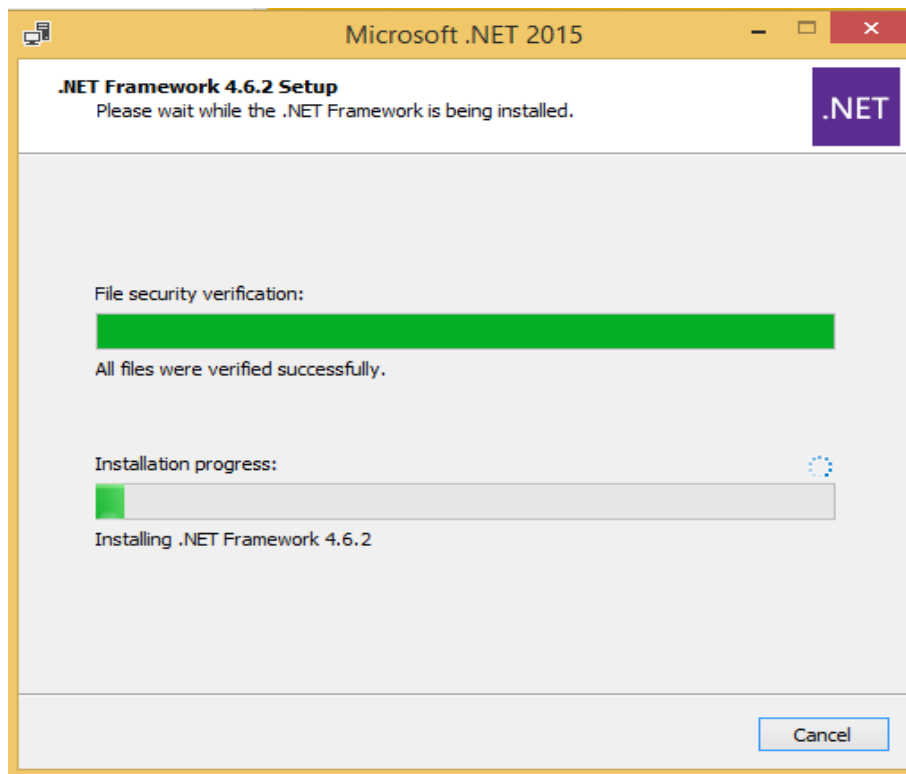 Microsoft .NET 2015
.NET Framework 4.6.2 Setup
Please wait while the .NET Framework is being installed.
.NET
File security verification:
All files were verified successfully.
Installation progress:
Installing .NET Framework 4.6.2
Cancel